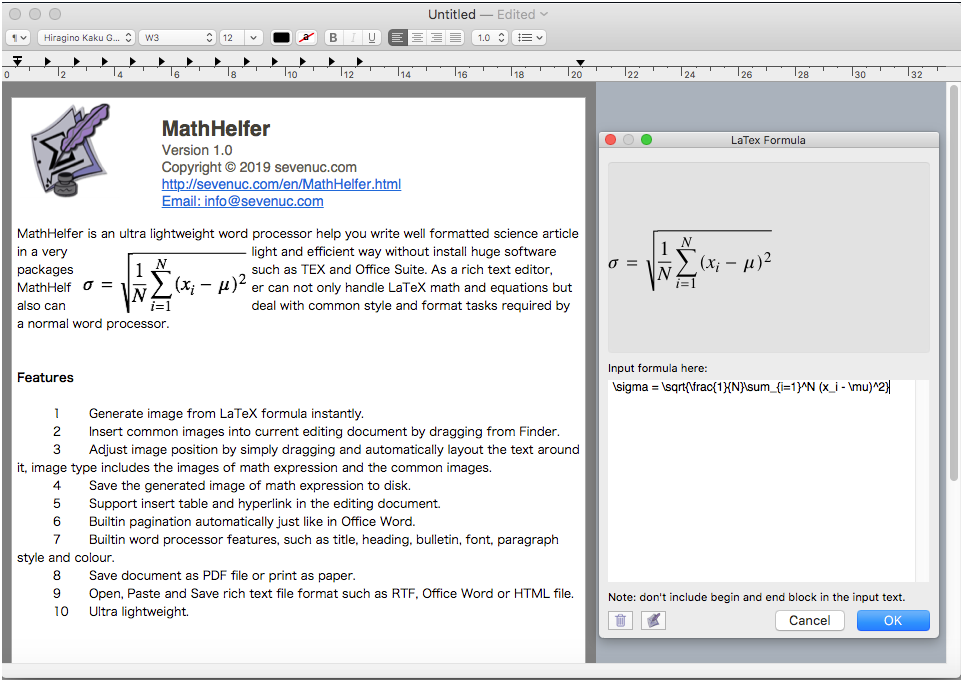 Untitled — Edited
¶
Hiragino Kaku G...
W3
12
a
B I U
1.0
0 2 4 6 8 10 12 14 16 18 20 22 24 26 28 30 32
MathHelfer
Version 1.0
Copyright © 2019 sevenuc.com
http://sevenuc.com/en/MathHelfer.html
Email: info@sevenuc.com
MathHelfer is an ultra lightweight word processor help you write well formatted science article
in a very light and efficient way without install huge software
packages such as TEX and Office Suite. As a rich text editor,
MathHelf er can not only handle LaTeX math and equations but
also can deal with common style and format tasks required by
a normal word processor.
σ = √(1/N ∑_{i=1}^N (x_i − μ)^2)
Features
1 Generate image from LaTeX formula instantly.
2 Insert common images into current editing document by dragging from Finder.
3 Adjust image position by simply dragging and automatically layout the text around
it, image type includes the images of math expression and the common images.
4 Save the generated image of math expression to disk.
5 Support insert table and hyperlink in the editing document.
6 Builtin pagination automatically just like in Office Word.
7 Builtin word processor features, such as title, heading, bulletin, font, paragraph
style and colour.
8 Save document as PDF file or print as paper.
9 Open, Paste and Save rich text file format such as RTF, Office Word or HTML file.
10 Ultra lightweight.
LaTex Formula
σ = √(1/N ∑_{i=1}^N (x_i − μ)^2)
Input formula here:
\sigma = \sqrt{\frac{1}{N}\sum_{i=1}^N (x_i - \mu)^2}
Note: don't include begin and end block in the input text.
Cancel
OK